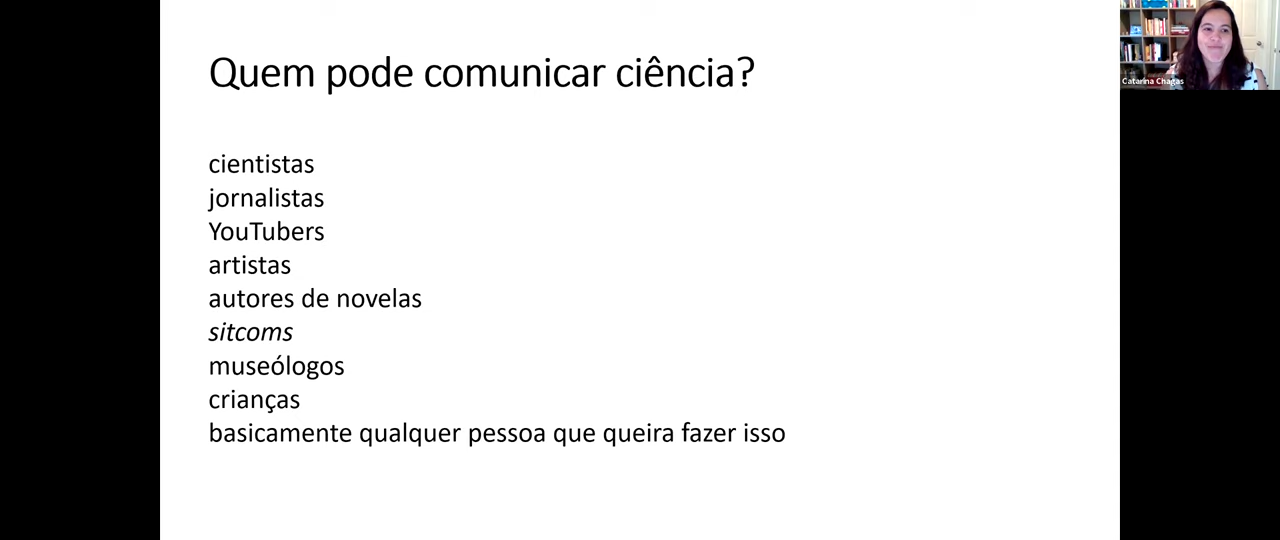 Quem pode comunicar ciência?
cientistas
jornalistas
YouTubers
artistas
autores de novelas
sitcoms
museólogos
crianças
basicamente qualquer pessoa que queira fazer isso
Catarina Chagas